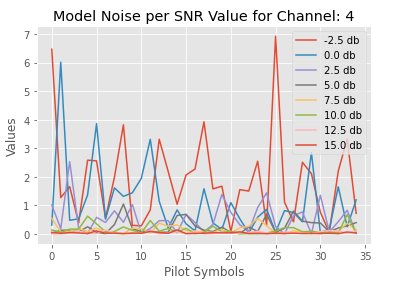 Model Noise per SNR Value for Channel: 4
Values
7
6
5
4
3
2
1
0
-2.5 db
0.0 db
2.5 db
5.0 db
7.5 db
10.0 db
12.5 db
15.0 db
0 5 10 15 20 25 30 35
Pilot Symbols